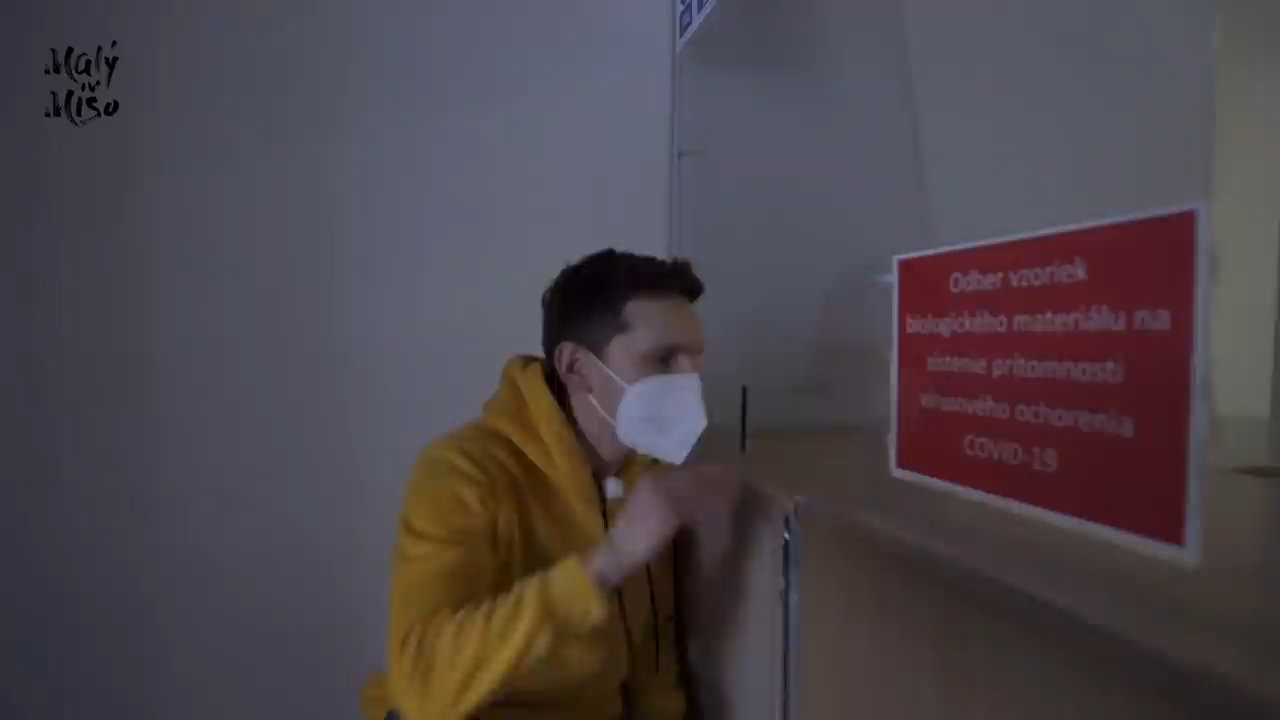 Malý
Mišo
Odber vzoriek
biologického materiálu na
zistenie prítomnosti
vírusového ochorenia
COVID-19